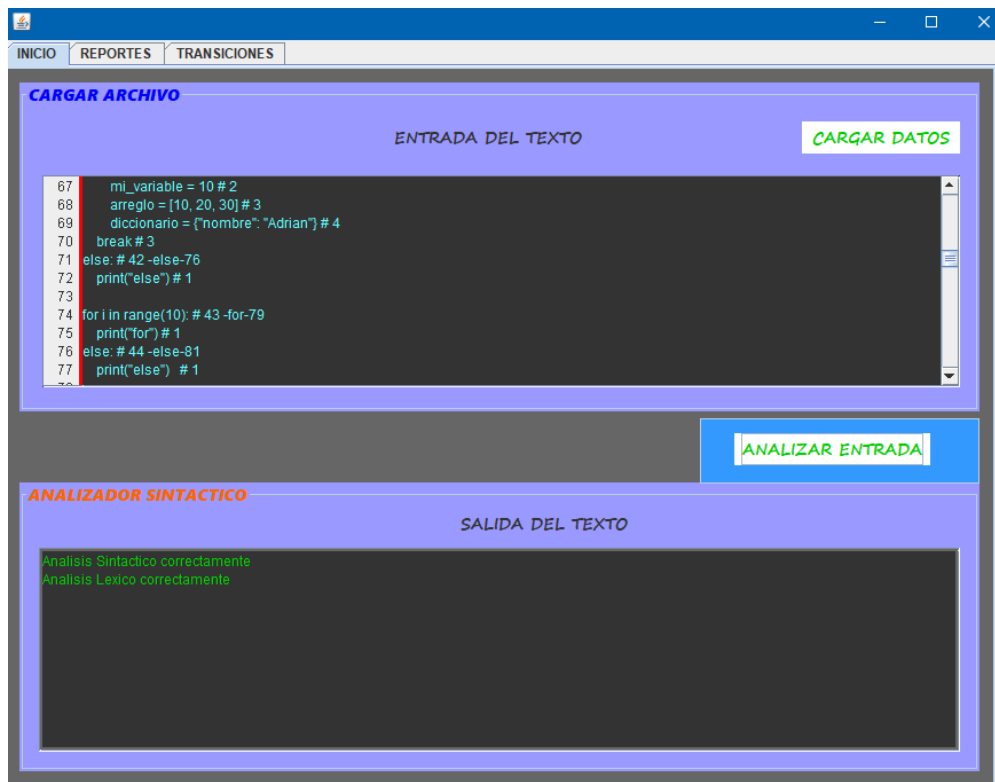 INICIO REPORTES TRANSICIONES
CARGAR ARCHIVO
ENTRADA DEL TEXTO CARGAR DATOS
67 mi_variable = 10 # 2
68 arreglo = [10, 20, 30] # 3
69 diccionario = {"nombre": "Adrian"} # 4
70 break # 3
71 else: # 42 -else-76
72 print("else") # 1
73
74 for i in range(10): # 43 -for-79
75 print("for") # 1
76 else: # 44 -else-81
77 print("else") # 1
ANALIZAR ENTRADA
ANALIZADOR SINTACTICO
SALIDA DEL TEXTO
Analisis Sintactico correctamente
Analisis Lexico correctamente